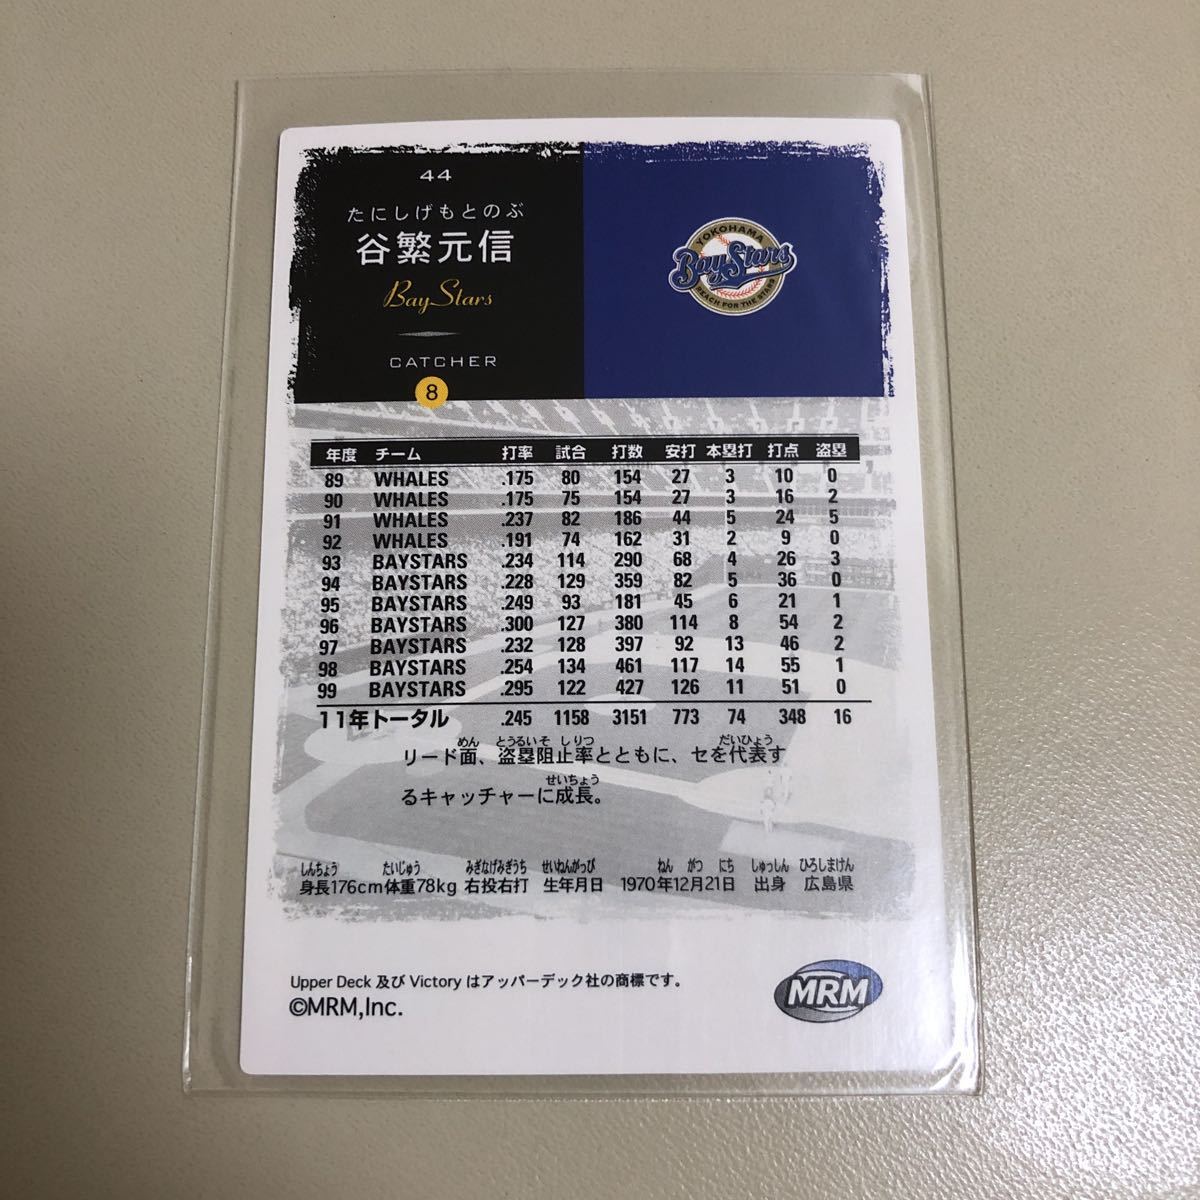 44
たにしげもとのぶ
谷繁元信
BayStars
CATCHER
8
YOKOHAMA
BayStars
REACH FOR THE STARS
年度 チーム 打率 試合 打数 安打 本塁打 打点 盗塁
89 WHALES .175 80 154 27 3 10 0
90 WHALES .175 75 154 27 3 16 2
91 WHALES .237 82 186 44 5 24 5
92 WHALES .191 74 162 31 2 9 0
93 BAYSTARS .234 114 290 68 4 26 3
94 BAYSTARS .228 129 359 82 5 36 0
95 BAYSTARS .249 93 181 45 6 21 1
96 BAYSTARS .300 127 380 114 8 54 2
97 BAYSTARS .232 128 397 92 13 46 2
98 BAYSTARS .254 134 461 117 14 55 1
99 BAYSTARS .295 122 427 126 11 51 0
11年トータル .245 1158 3151 773 74 348 16
めん とうるいそ しりつ だいひょう
リード面、盗塁阻止率とともに、セを代表す
せいちょう
るキャッチャーに成長。
しんちょう たいじゅう みぎなげみぎうち せいねんがっぴ ねん がつ にち しゅっしん ひろしまけん
身長176cm体重78kg 右投右打 生年月日 1970年12月21日 出身 広島県
Upper Deck 及び Victory はアッパーデック社の商標です。
©MRM,Inc.
MRM